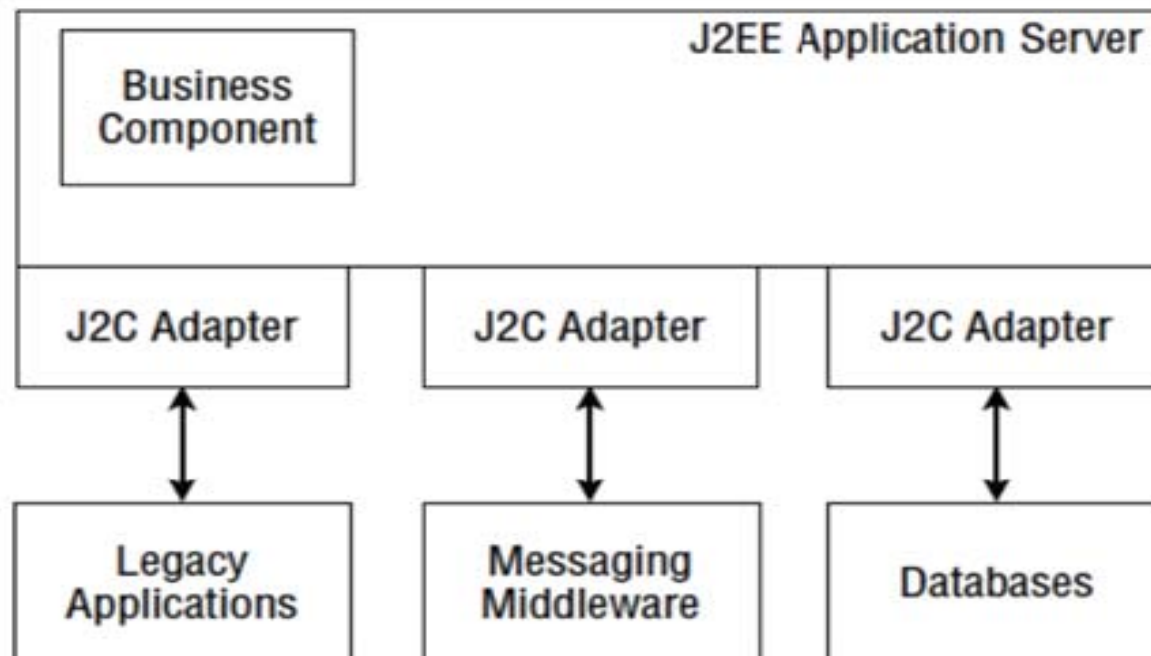 J2EE Application Server
Business
Component
J2C Adapter
J2C Adapter
J2C Adapter
Legacy
Applications
Messaging
Middleware
Databases